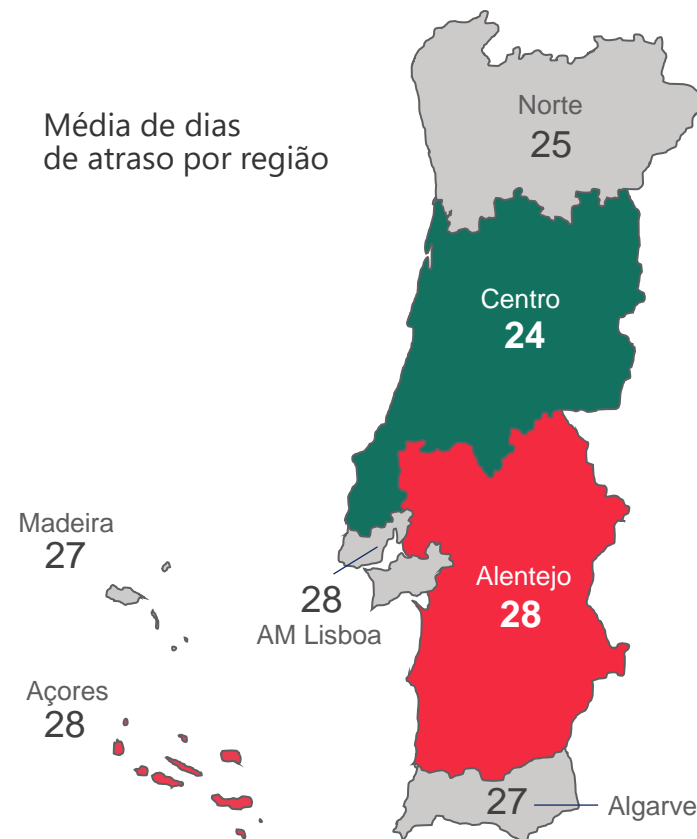 Média de dias
de atraso por região
Norte
25
Centro
24
Madeira
27
28
AM Lisboa
Alentejo
28
Açores
28
27
Algarve